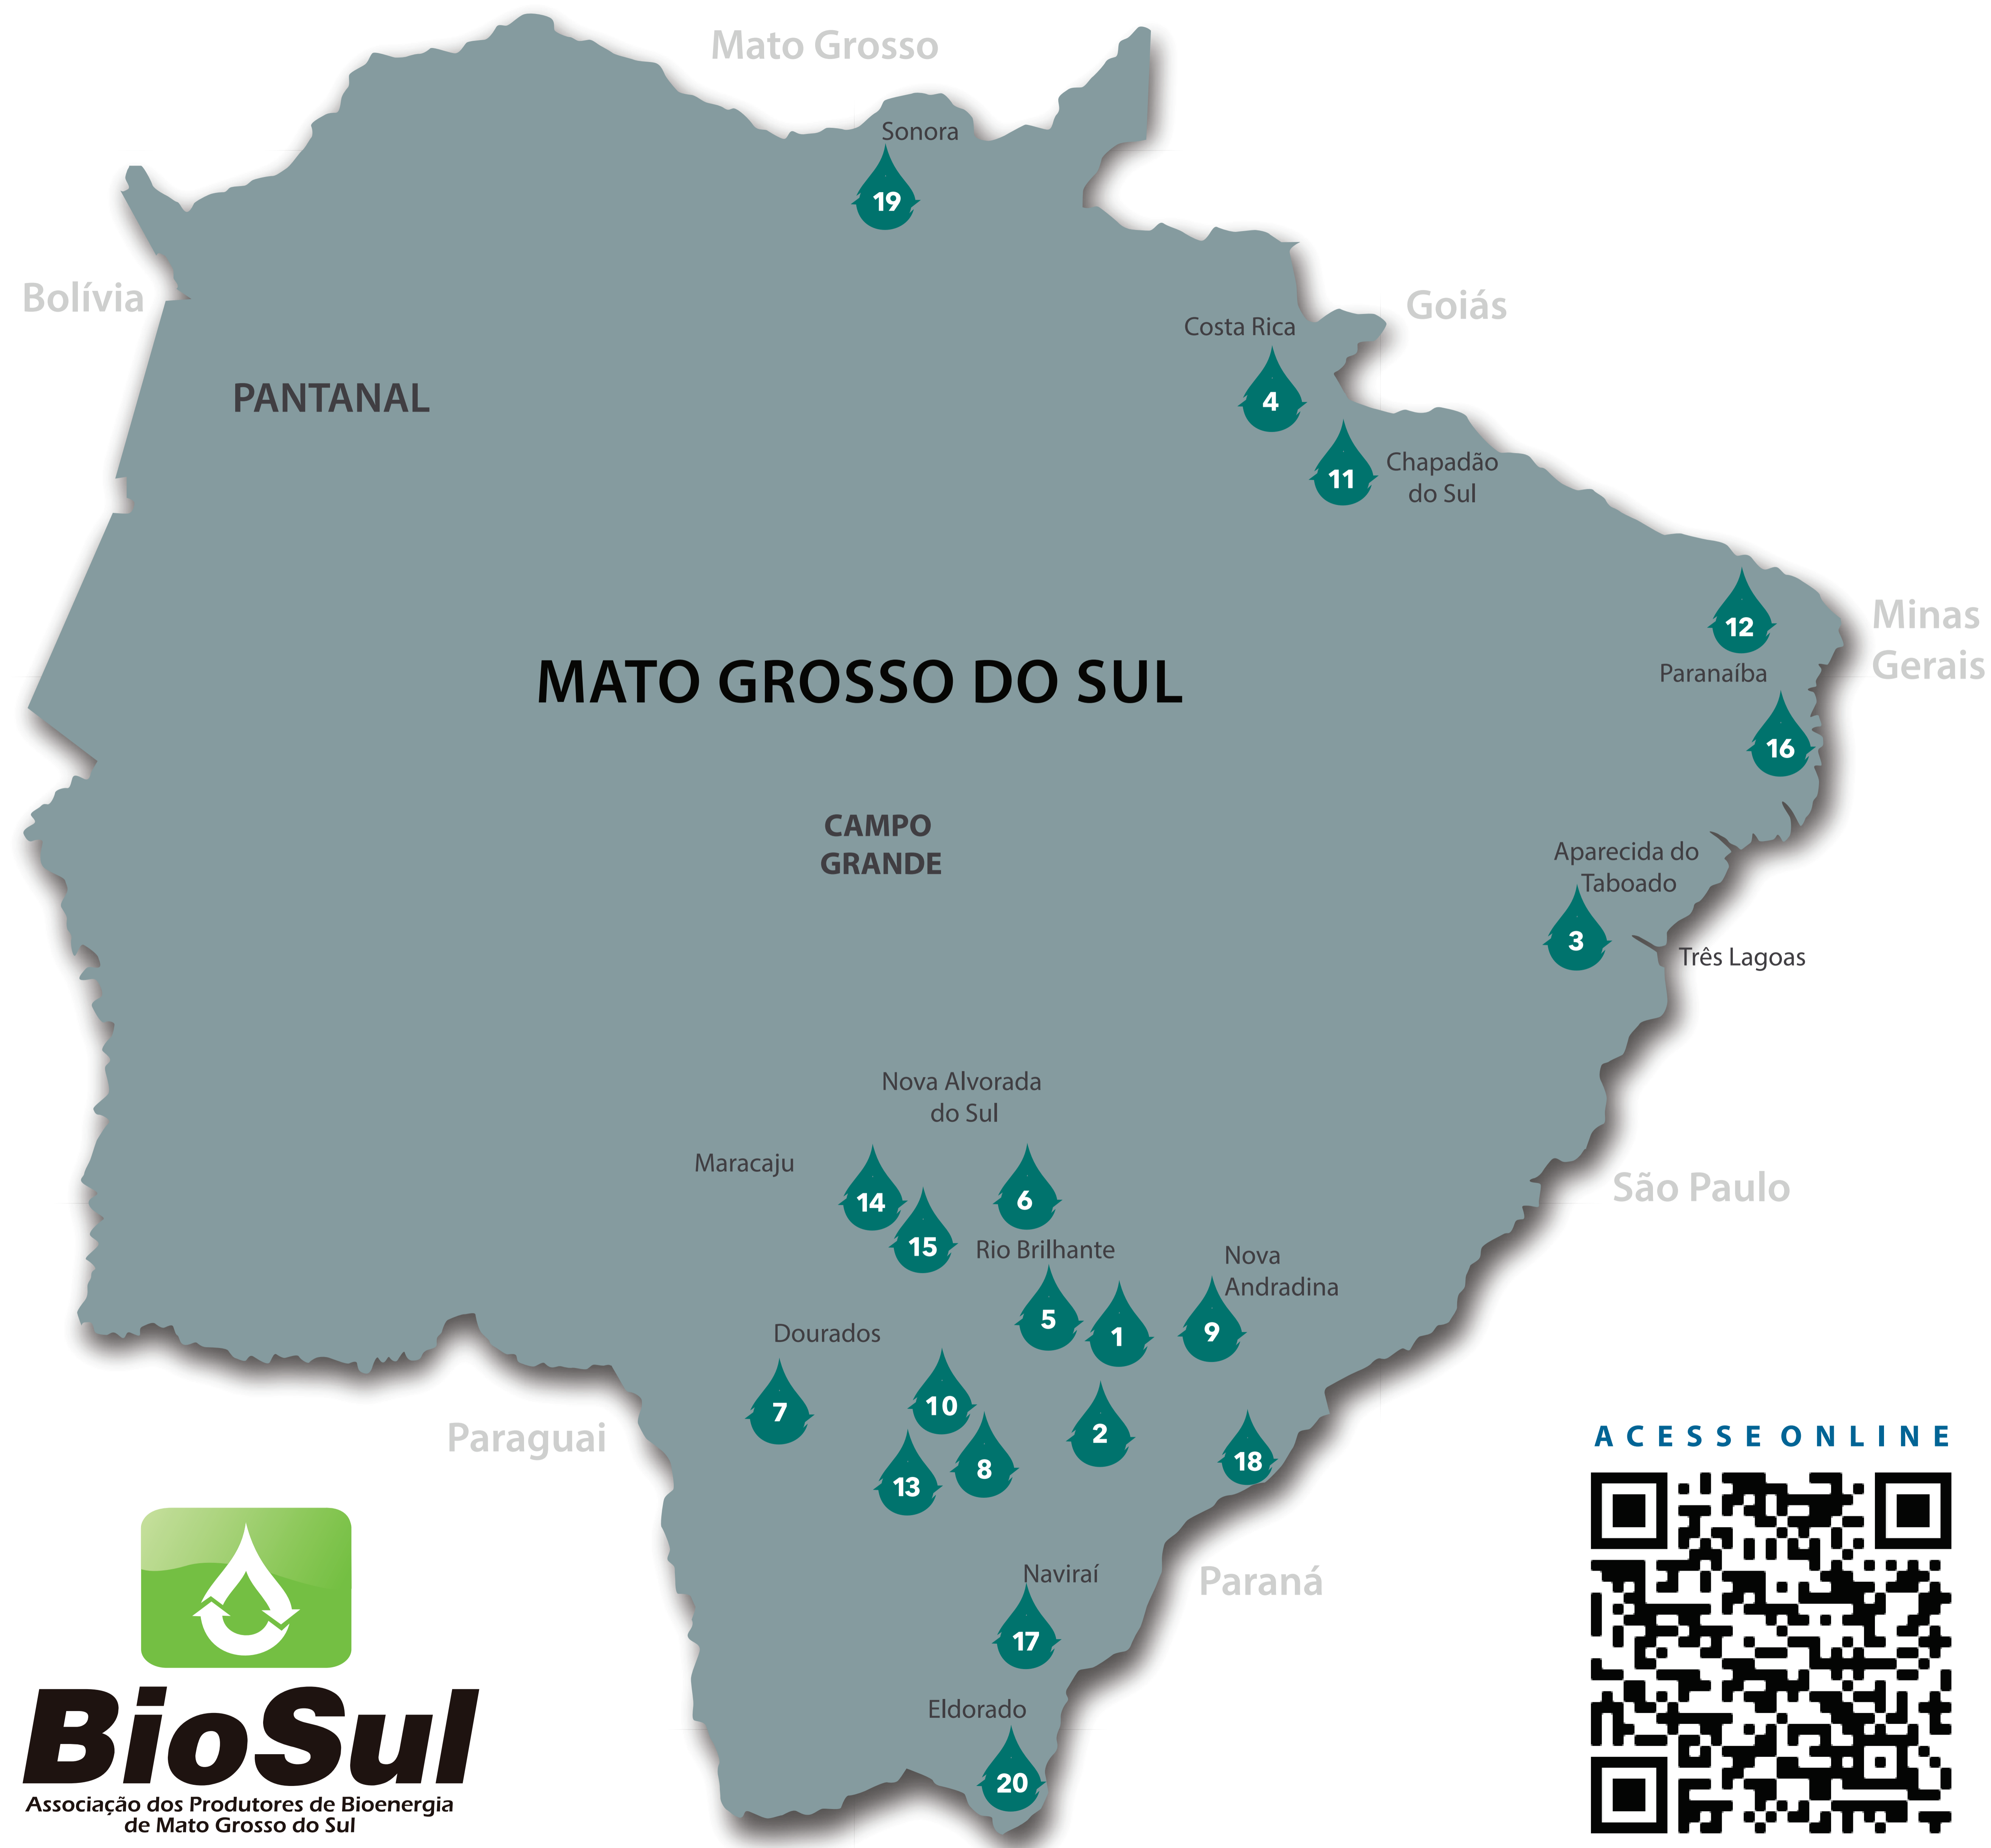 Mato Grosso
Sonora
19
Bolívia
Goiás
Costa Rica
PANTANAL
4
Chapadão
do Sul
11
Minas
Gerais
12
Paranaíba
MATO GROSSO DO SUL
16
CAMPO
GRANDE
Aparecida do
Taboado
3
Três Lagoas
Nova Alvorada
do Sul
Maracaju
14
6
São Paulo
15
Rio Brilhante
Nova
Andradina
5
1
9
Dourados
7
10
2
8
13
18
Paraguai
ACESSE ONLINE
Naviraí
Paraná
17
Eldorado
20
BioSul
Associação dos Produtores de Bioenergia
de Mato Grosso do Sul